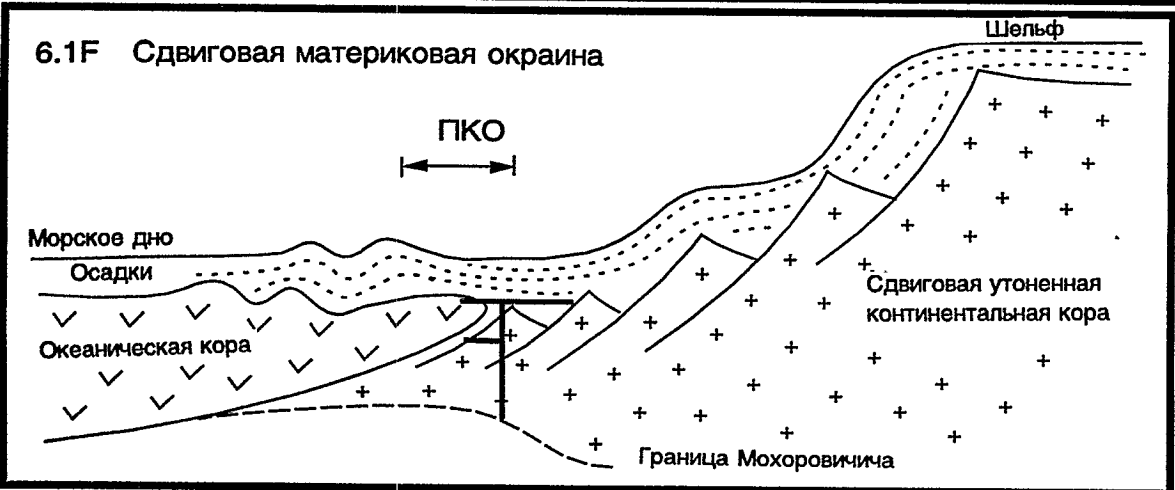 6.1F Сдвиговая материковая окраина
Шельф
ПКО
Морское дно
Осадки
Океаническая кора
Сдвиговая утоненная
континентальная кора
Граница Мохоровичича